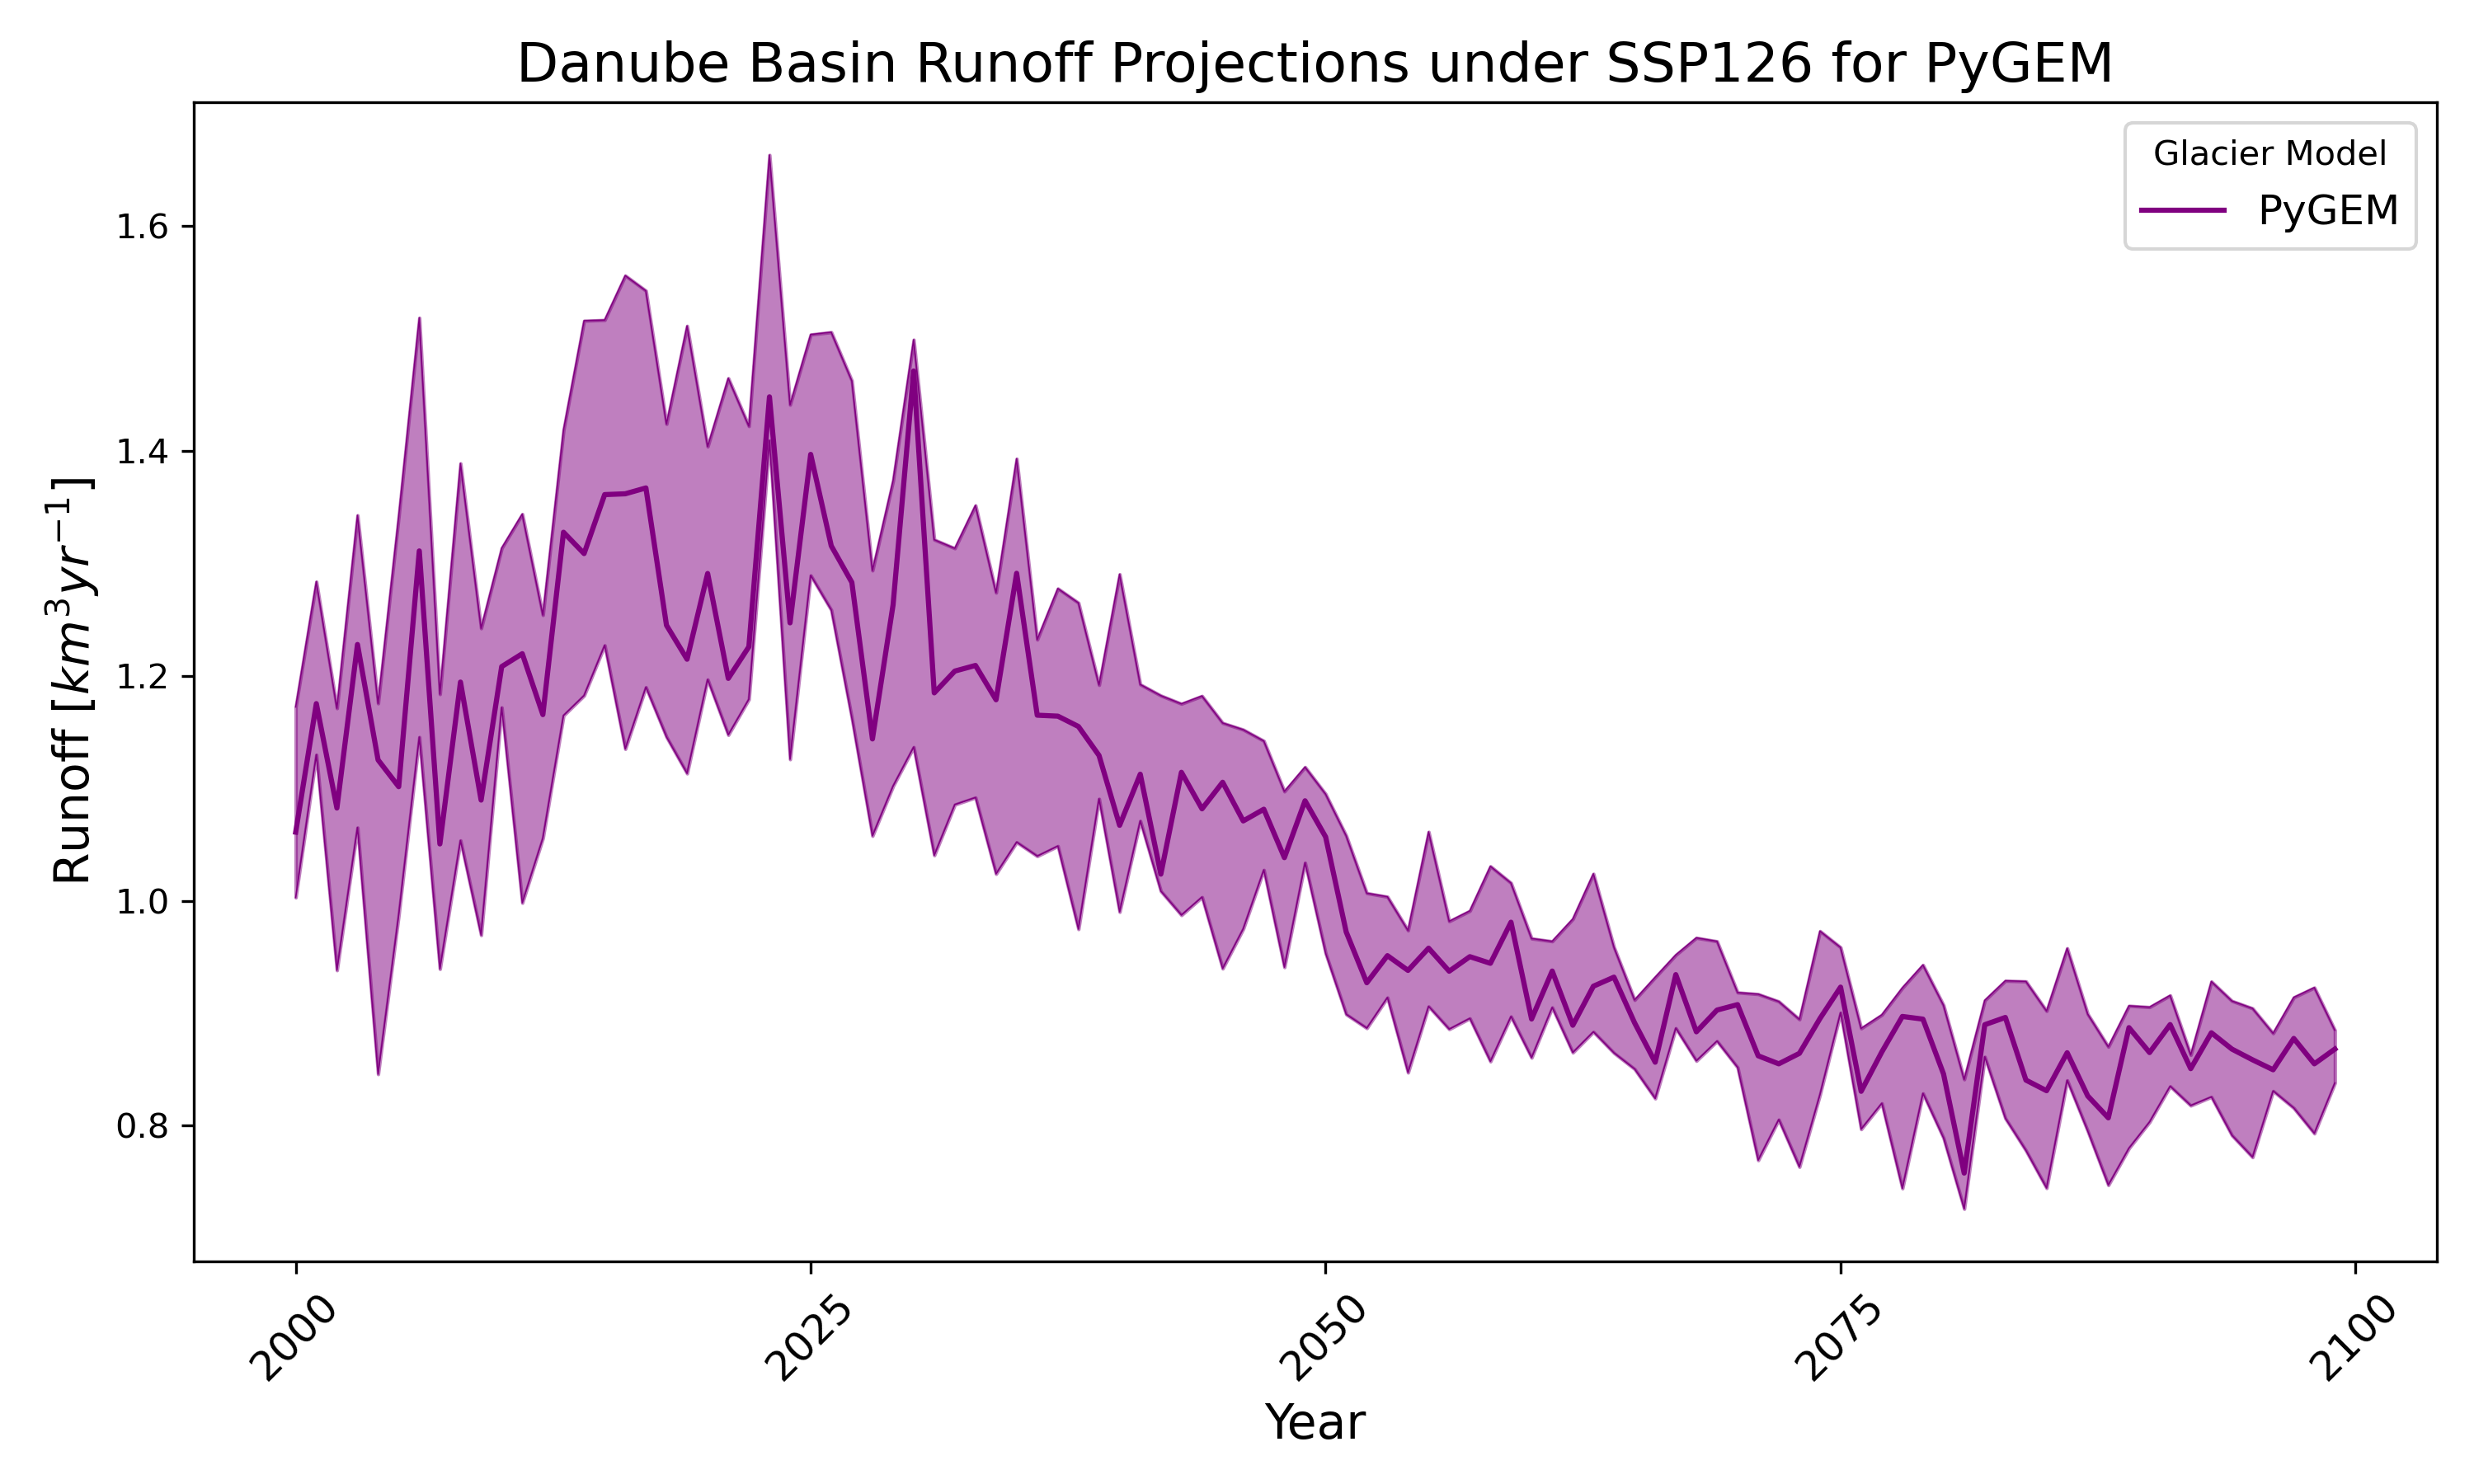 Danube Basin Runoff Projections under SSP126 for PyGEM
Glacier Model
PyGEM
1.6
1.4
1.2
1.0
0.8
Runoff [km³yr⁻¹]
2000
2025
2050
2075
2100
Year